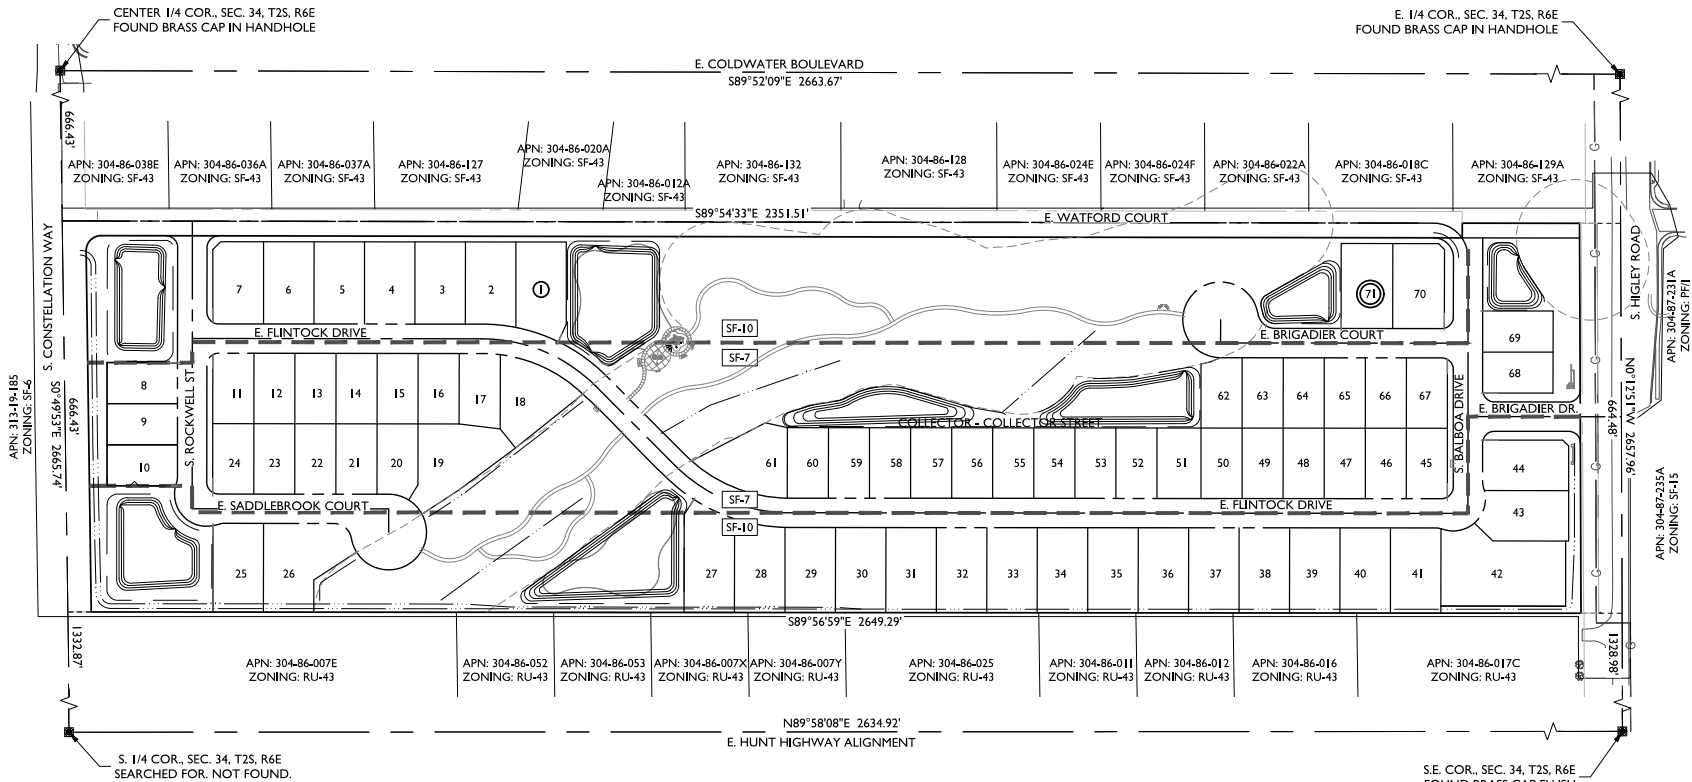 CENTER 1/4 COR., SEC. 34, T2S, R6E
FOUND BRASS CAP IN HANDHOLE
E. 1/4 COR., SEC. 34, T2S, R6E
FOUND BRASS CAP IN HANDHOLE
E. COLDWATER BOULEVARD
S89°52'09"E 2663.67'
666.43'
APN: 304-86-038E
ZONING: SF-43
APN: 304-86-036A
ZONING: SF-43
APN: 304-86-037A
ZONING: SF-43
APN: 304-86-127
ZONING: SF-43
APN: 304-86-020A
ZONING: SF-43
APN: 304-86-012A
ZONING: SF-43
APN: 304-86-132
ZONING: SF-43
APN: 304-86-128
ZONING: SF-43
APN: 304-86-024E
ZONING: SF-43
APN: 304-86-024F
ZONING: SF-43
APN: 304-86-022A
ZONING: SF-43
APN: 304-86-018C
ZONING: SF-43
APN: 304-86-129A
ZONING: SF-43
G
S89°54'33"E 2351.51'
E. WATFORD COURT
S. CONSTELLATION WAY
S. HIGLEY ROAD
G
7 6 5 4 3 2 1
71 70
APN: 304-87-231A
ZONING: PF/I
E. FLINTOCK DRIVE
SF-10
SF-7
E. BRIGADIER COURT
69
68
G
APN: 313-19-185
ZONING: SF-6
S0°49'53"E 2665.74'
666.43'
8
9
10
S. ROCKWELL ST.
11 12 13 14 15 16 17 18
62 63 64 65 66 67
S. BALBOA DRIVE
E. BRIGADIER DR.
N0°12'51"W 2657.96'
664.48'
COLLECTOR - COLLECTOR STREET
24 23 22 21 20 19
61 60 59 58 57 56 55 54 53 52 51 50 49 48 47 46 45
44
43
G
E. SADDLEBROOK COURT
SF-7
SF-10
E. FLINTOCK DRIVE
APN: 304-87-235A
ZONING: SF-15
25 26
27 28 29 30 31 32 33 34 35 36 37 38 39 40 41 42
G
S89°56'59"E 2649.29'
1332.87'
1328.98'
G
APN: 304-86-007E
ZONING: RU-43
APN: 304-86-052
ZONING: RU-43
APN: 304-86-053
ZONING: RU-43
APN: 304-86-007X
ZONING: RU-43
APN: 304-86-007Y
ZONING: RU-43
APN: 304-86-025
ZONING: RU-43
APN: 304-86-011
ZONING: RU-43
APN: 304-86-012
ZONING: RU-43
APN: 304-86-016
ZONING: RU-43
APN: 304-86-017C
ZONING: RU-43
N89°58'08"E 2634.92'
E. HUNT HIGHWAY ALIGNMENT
S. 1/4 COR., SEC. 34, T2S, R6E
SEARCHED FOR. NOT FOUND.
S.E. COR., SEC. 34, T2S, R6E
FOUND BRASS CAP FLUSH